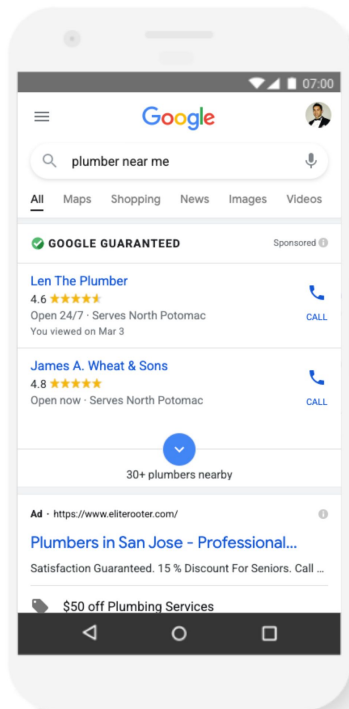 07:00
Google
plumber near me
All Maps Shopping News Images Videos
GOOGLE GUARANTEED Sponsored
Len The Plumber
4.6
Open 24/7 · Serves North Potomac
You viewed on Mar 3
CALL
James A. Wheat & Sons
4.8
Open now · Serves North Potomac
CALL
30+ plumbers nearby
Ad · https://www.eliterooter.com/
Plumbers in San Jose - Professional...
Satisfaction Guaranteed. 15 % Discount For Seniors. Call ...
$50 off Plumbing Services